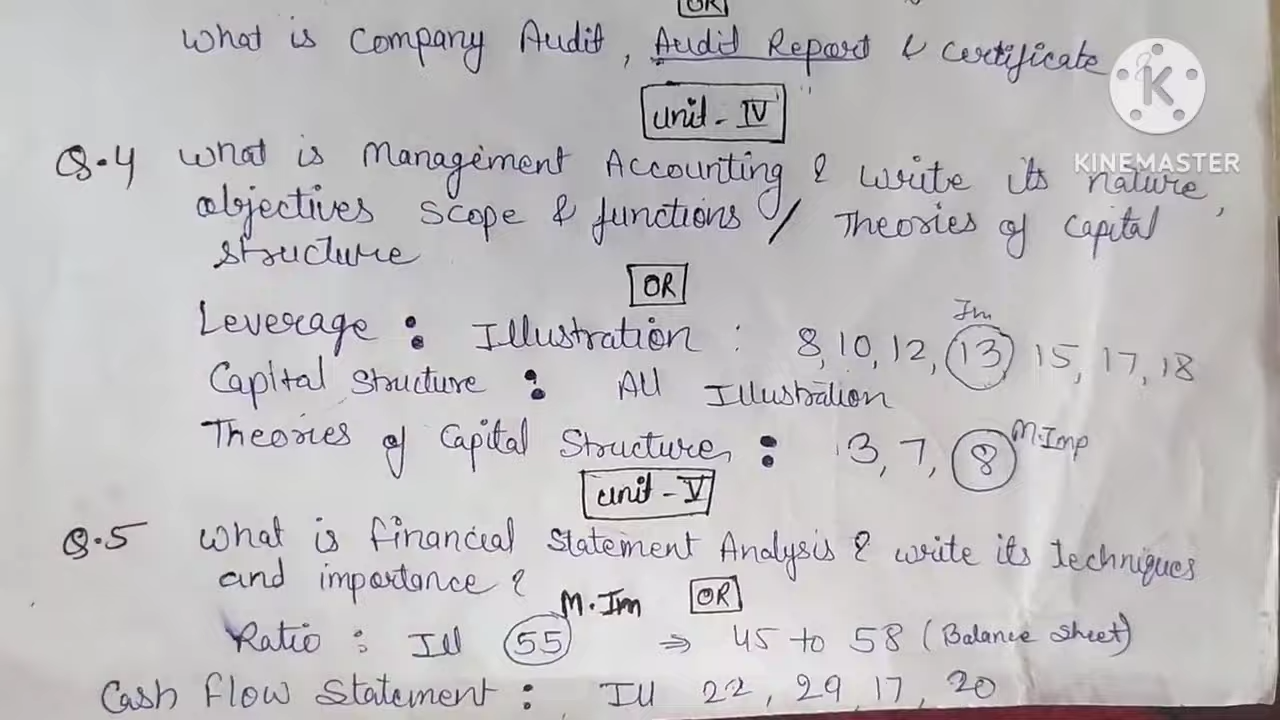 OR
What is Company Audit, Audit Report & Certificate
K
KINEMASTER
Unit - IV
Q.4 What is Management Accounting ? write its nature,
objectives scope & functions / Theories of Capital
structure
OR
Im
Leverage : Illustration : 8, 10, 12, 13 15, 17, 18
Capital Structure : All Illustration
Theories of Capital Structure : 3, 7, 8 M.Imp
Unit - V
Q.5 What is financial Statement Analysis ? write its techniques
and importance ?
M.Im OR
Ratio : Ill 55 ⇒ 45 to 58 (Balance Sheet)
Cash Flow Statement : Ill 22, 29, 17, 20